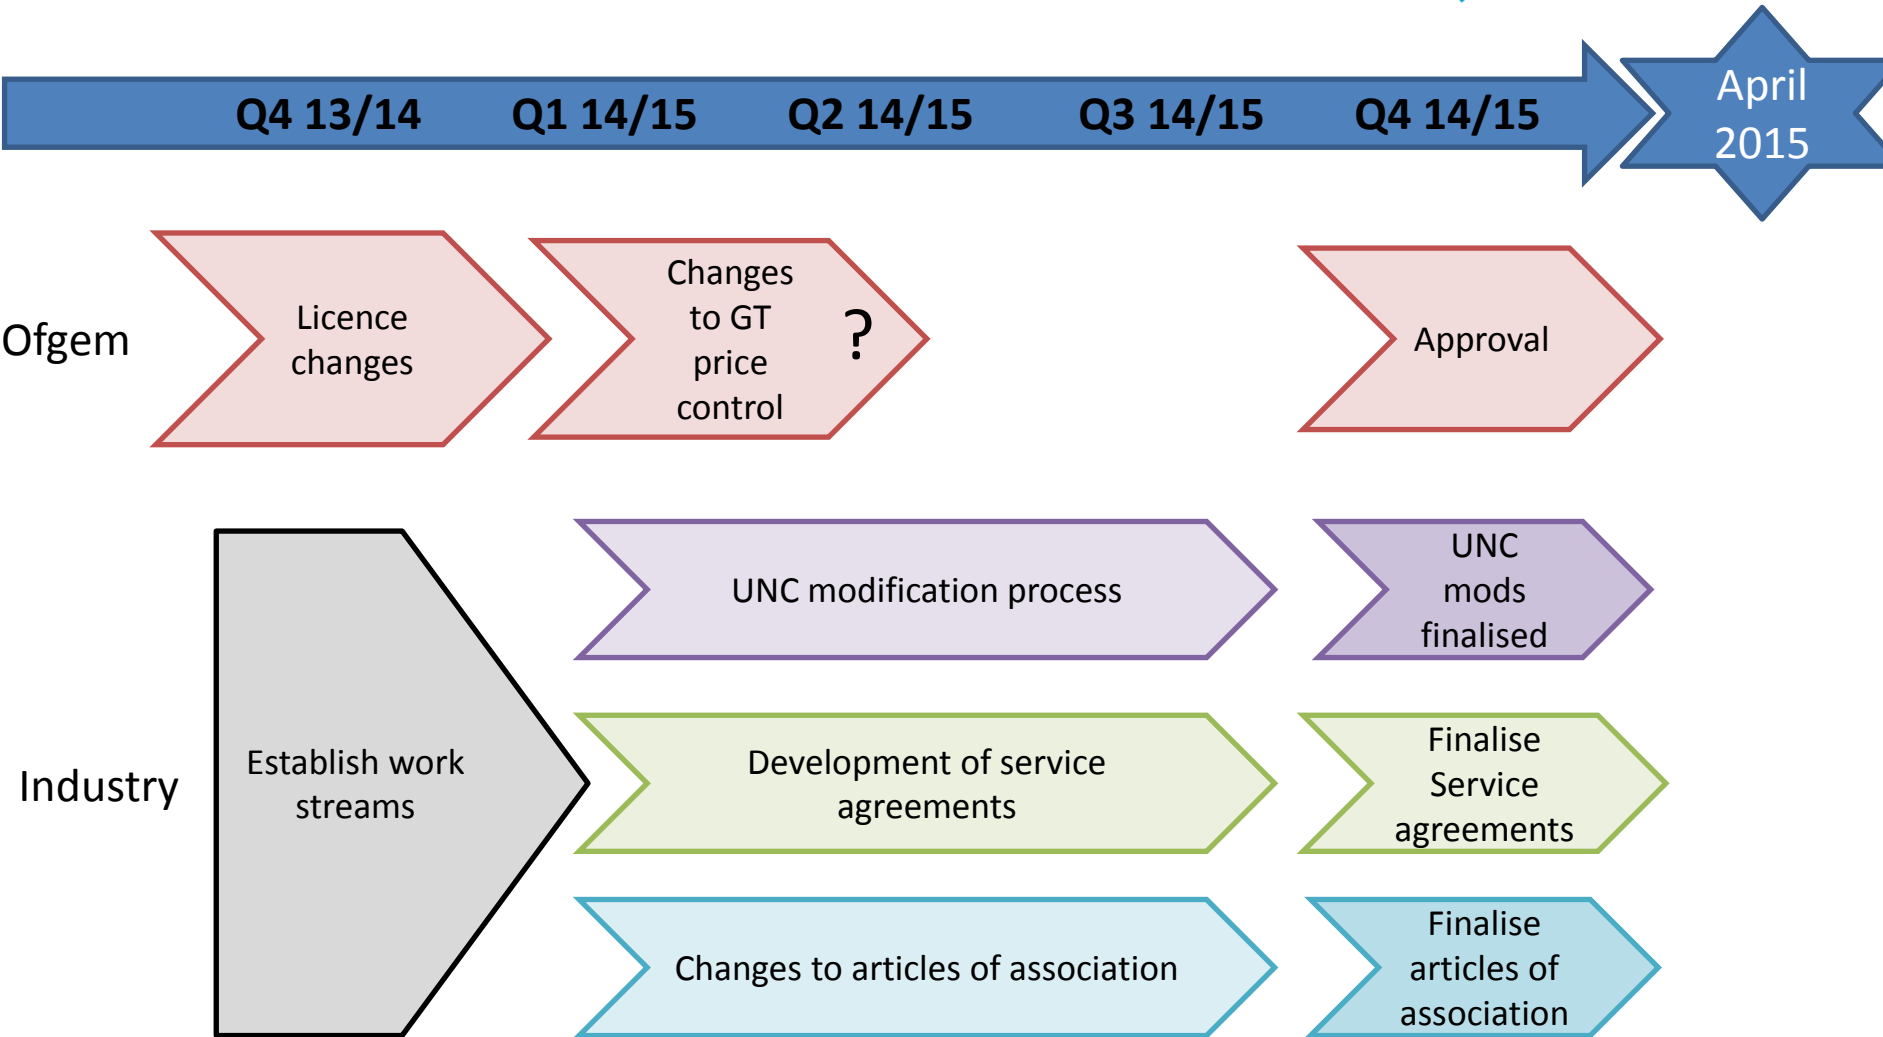 Q4 13/14 Q1 14/15 Q2 14/15 Q3 14/15 Q4 14/15
April
2015
Ofgem
Licence
changes
Changes
to GT
price
control
?
Approval
Industry
Establish work
streams
UNC modification process
UNC
mods
finalised
Development of service
agreements
Finalise
Service
agreements
Changes to articles of association
Finalise
articles of
association